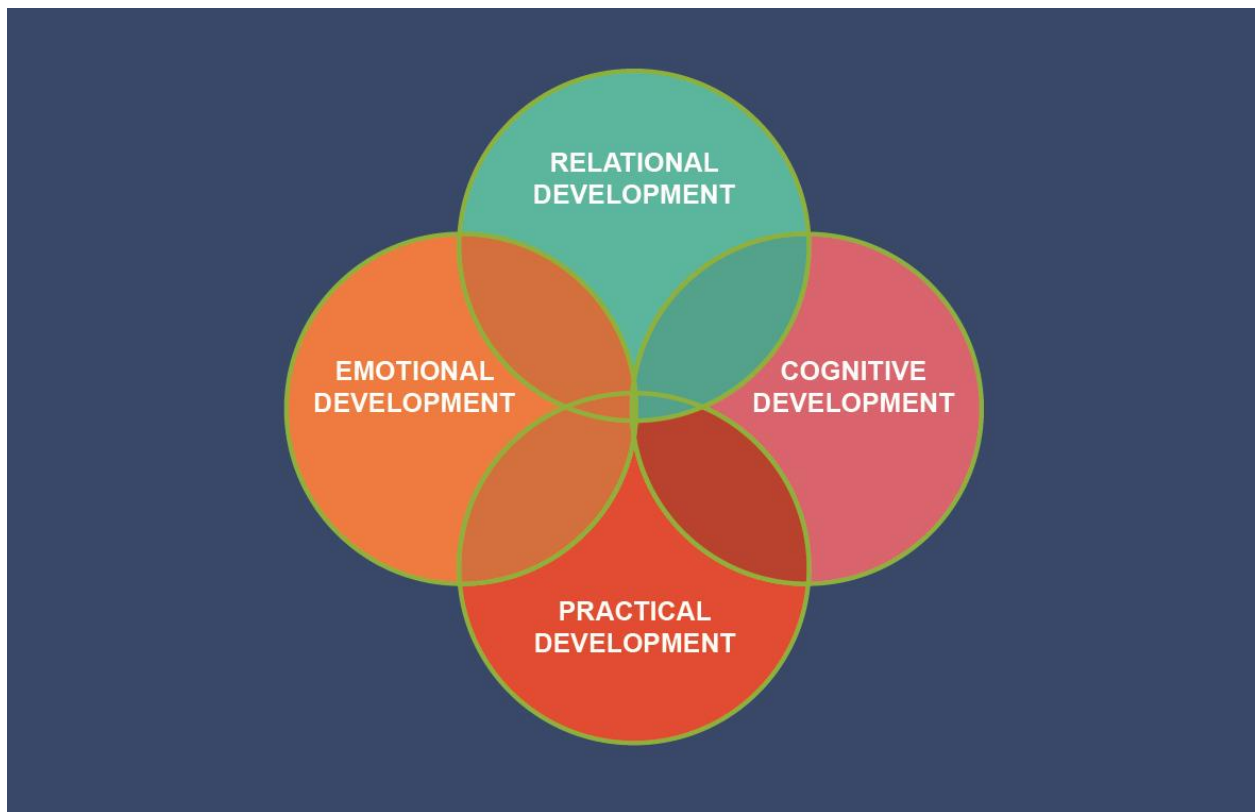 RELATIONAL
DEVELOPMENT
EMOTIONAL
DEVELOPMENT
COGNITIVE
DEVELOPMENT
PRACTICAL
DEVELOPMENT